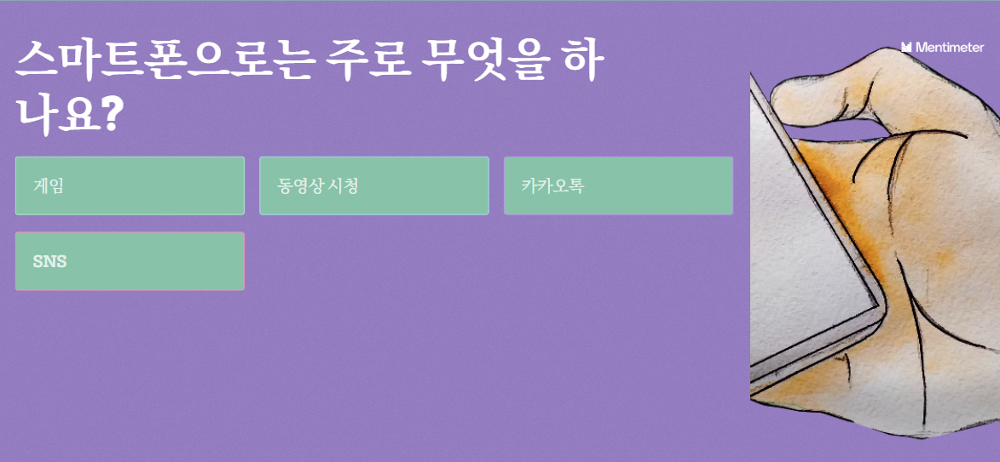 스마트폰으로는 주로 무엇을 하
나요?
Mentimeter
게임
동영상 시청
카카오톡
SNS